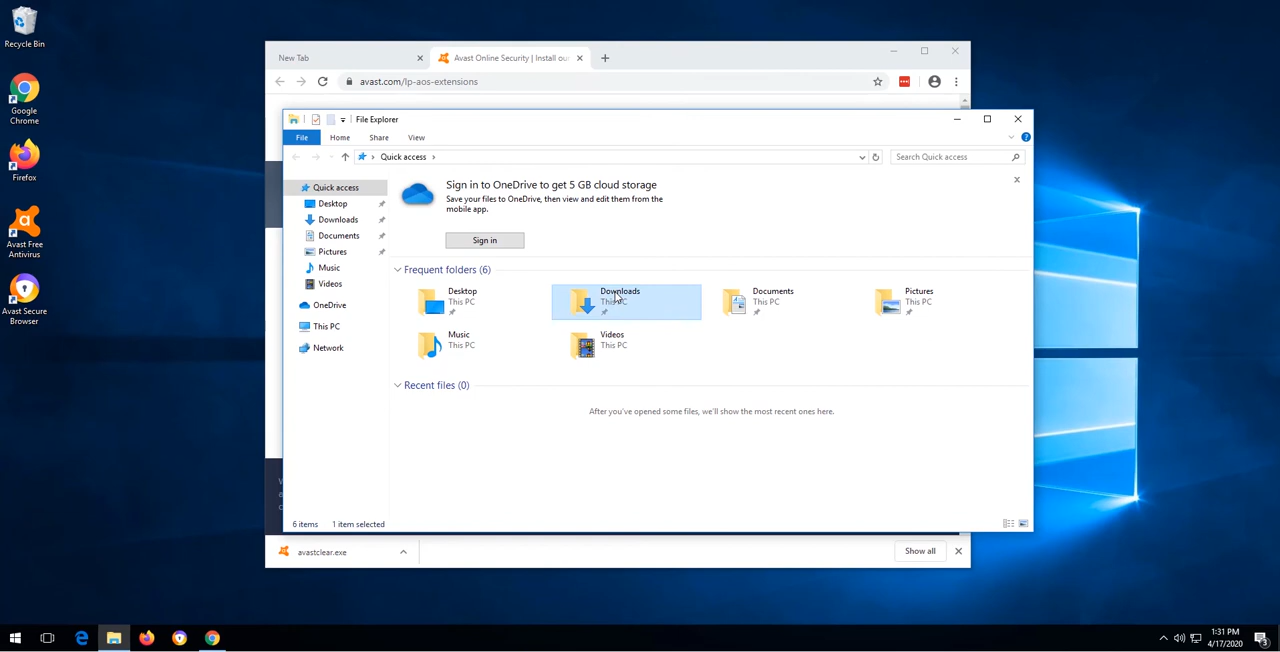 Recycle Bin
Google
Chrome
Firefox
Avast Free
Antivirus
Avast Secure
Browser
New Tab
Avast Online Security | Install ou
avast.com/lp-aos-extensions
File Explorer
File
Home
Share
View
Quick access
Search Quick access
Quick access
Desktop
Downloads
Documents
Pictures
Music
Videos
OneDrive
This PC
Network
Sign in to OneDrive to get 5 GB cloud storage
Save your files to OneDrive, then view and edit them from the
mobile app.
Sign in
Frequent folders (6)
Desktop
This PC
Downloads
This PC
Documents
This PC
Pictures
This PC
Music
This PC
Videos
This PC
Recent files (0)
After you've opened some files, we'll show the most recent ones here.
6 items
1 item selected
avastclear.exe
Show all
1:31 PM
4/17/2020
3